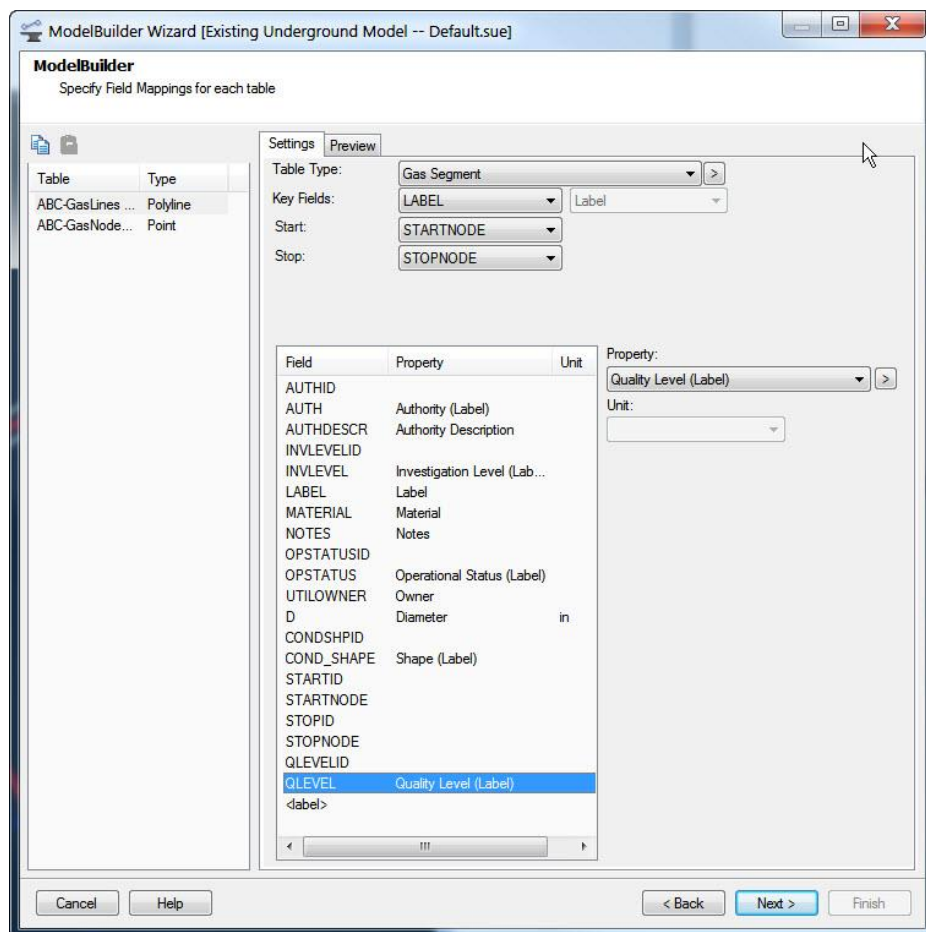 ModelBuilder Wizard [Existing Underground Model -- Default.sue]
ModelBuilder
Specify Field Mappings for each table
Table Type
ABC-GasLines ... Polyline
ABC-GasNode... Point
Settings Preview
Table Type: Gas Segment >
Key Fields: LABEL Label
Start: STARTNODE
Stop: STOPNODE
Field Property Unit
AUTHID
AUTH Authority (Label)
AUTHDESCR Authority Description
INVLEVELID
INVLEVEL Investigation Level (Lab...
LABEL Label
MATERIAL Material
NOTES Notes
OPSTATUSID
OPSTATUS Operational Status (Label)
UTILOWNER Owner
D Diameter in
CONDSHPID
COND_SHAPE Shape (Label)
STARTID
STARTNODE
STOPID
STOPNODE
QLEVELID
QLEVEL Quality Level (Label)
<label>
Property:
Quality Level (Label) >
Unit:
Cancel Help < Back Next > Finish